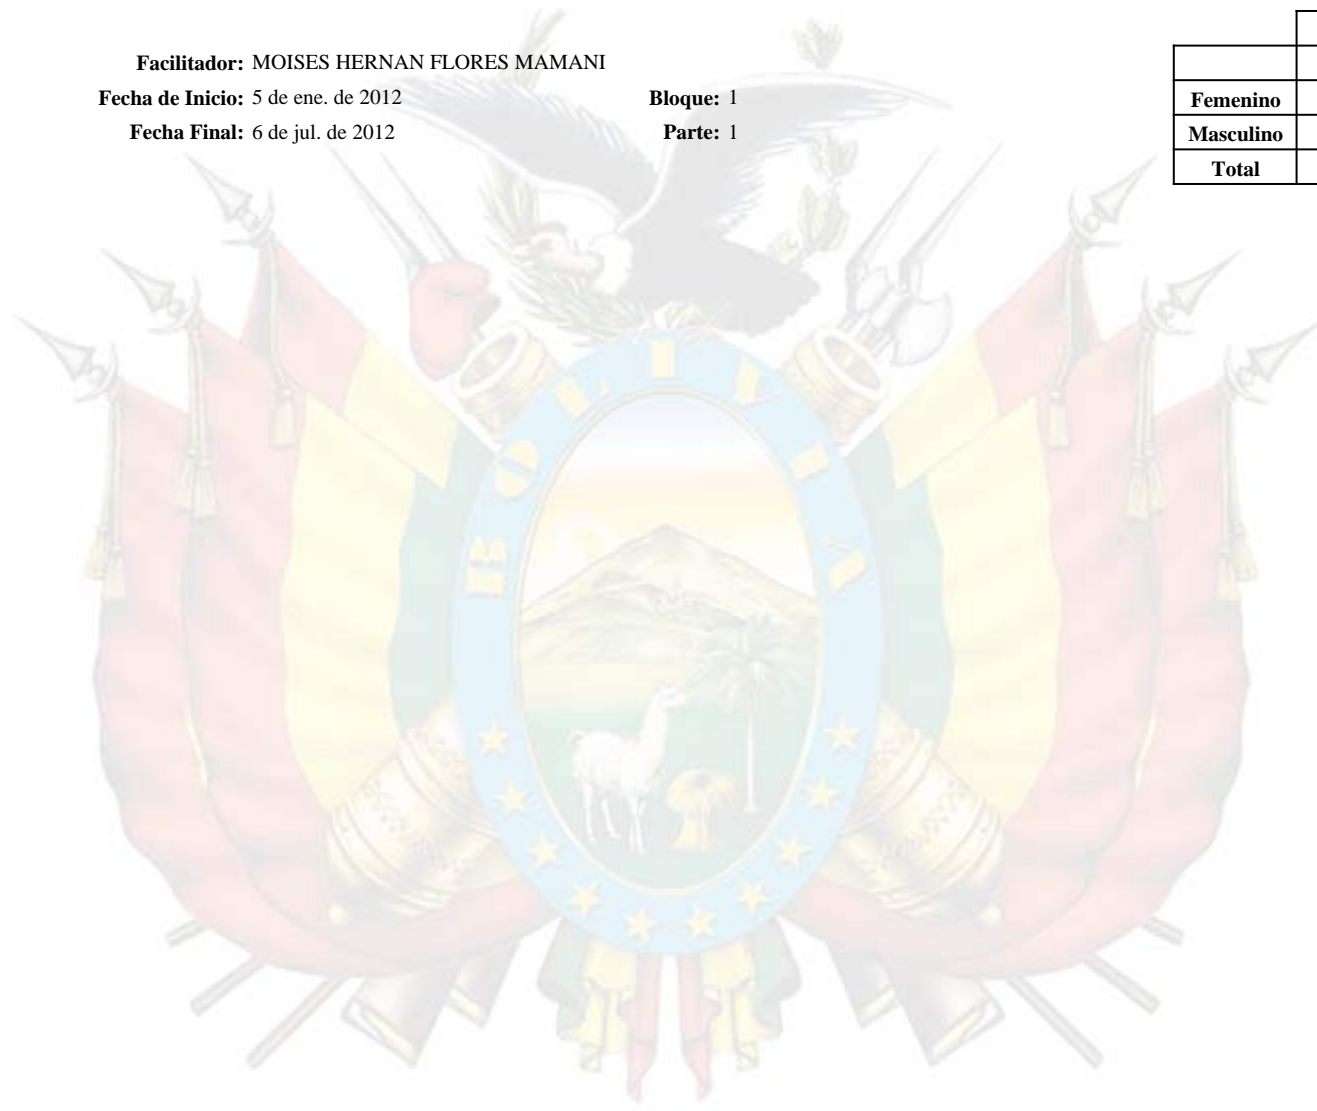 Facilitador: MOISES HERNAN FLORES MAMANI
Fecha de Inicio: 5 de ene. de 2012 Bloque: 1
Fecha Final: 6 de jul. de 2012 Parte: 1
Femenino
Masculino
Total
BOLIVIA